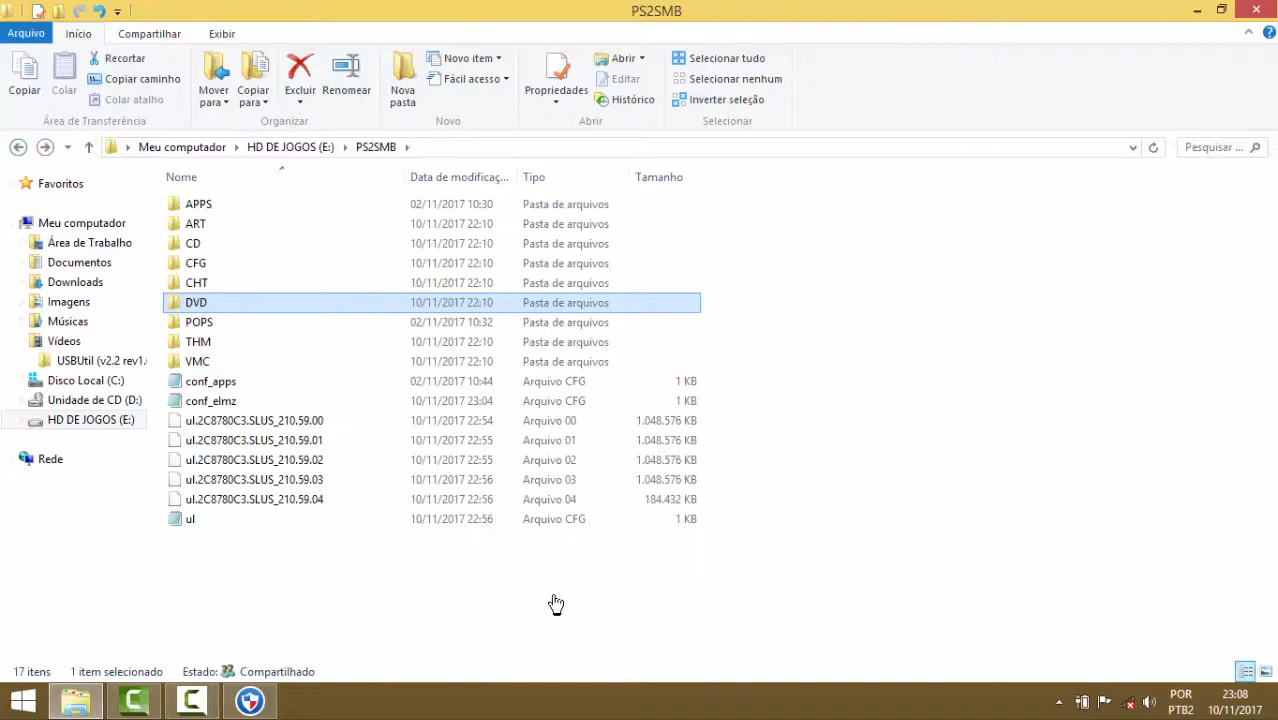 PS2SMB
Arquivo Início Compartilhar Exibir
Copiar
Colar
Recortar
Copiar caminho
Colar atalho
Área de Transferência
Mover para
Copiar para
Excluir
Renomear
Organizar
Nova pasta
Novo item
Fácil acesso
Novo
Propriedades
Abrir
Editar
Histórico
Abrir
Selecionar tudo
Selecionar nenhum
Inverter seleção
Selecionar
Meu computador HD DE JOGOS (E:) PS2SMB
Pesquisar ...
Favoritos
Meu computador
Área de Trabalho
Documentos
Downloads
Imagens
Músicas
Vídeos
USBUtil (v2.2 rev1.
Disco Local (C:)
Unidade de CD (D:)
HD DE JOGOS (E:)
Rede
Nome Data de modificaç... Tipo Tamanho
APPS 02/11/2017 10:30 Pasta de arquivos
ART 10/11/2017 22:10 Pasta de arquivos
CD 10/11/2017 22:10 Pasta de arquivos
CFG 10/11/2017 22:10 Pasta de arquivos
CHT 10/11/2017 22:10 Pasta de arquivos
DVD 10/11/2017 22:10 Pasta de arquivos
POPS 02/11/2017 10:32 Pasta de arquivos
THM 10/11/2017 22:10 Pasta de arquivos
VMC 10/11/2017 22:10 Pasta de arquivos
conf_apps 02/11/2017 10:44 Arquivo CFG 1 KB
conf_elmz 10/11/2017 23:04 Arquivo CFG 1 KB
ul.2C8780C3.SLUS_210.59.00 10/11/2017 22:54 Arquivo 00 1.048.576 KB
ul.2C8780C3.SLUS_210.59.01 10/11/2017 22:55 Arquivo 01 1.048.576 KB
ul.2C8780C3.SLUS_210.59.02 10/11/2017 22:55 Arquivo 02 1.048.576 KB
ul.2C8780C3.SLUS_210.59.03 10/11/2017 22:56 Arquivo 03 1.048.576 KB
ul.2C8780C3.SLUS_210.59.04 10/11/2017 22:56 Arquivo 04 184.432 KB
ul 10/11/2017 22:56 Arquivo CFG 1 KB
17 itens 1 item selecionado Estado: Compartilhado
POR 23:08
PTB2 10/11/2017